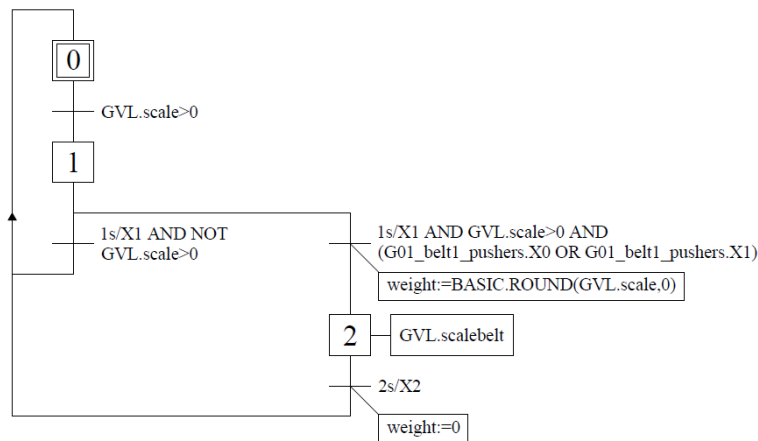 0
GVL.scale>0
1
1s/X1 AND NOT
GVL.scale>0
1s/X1 AND GVL.scale>0 AND
(G01_belt1_pushers.X0 OR G01_belt1_pushers.X1)
weight:=BASIC.ROUND(GVL.scale,0)
2
GVL.scalebelt
2s/X2
weight:=0